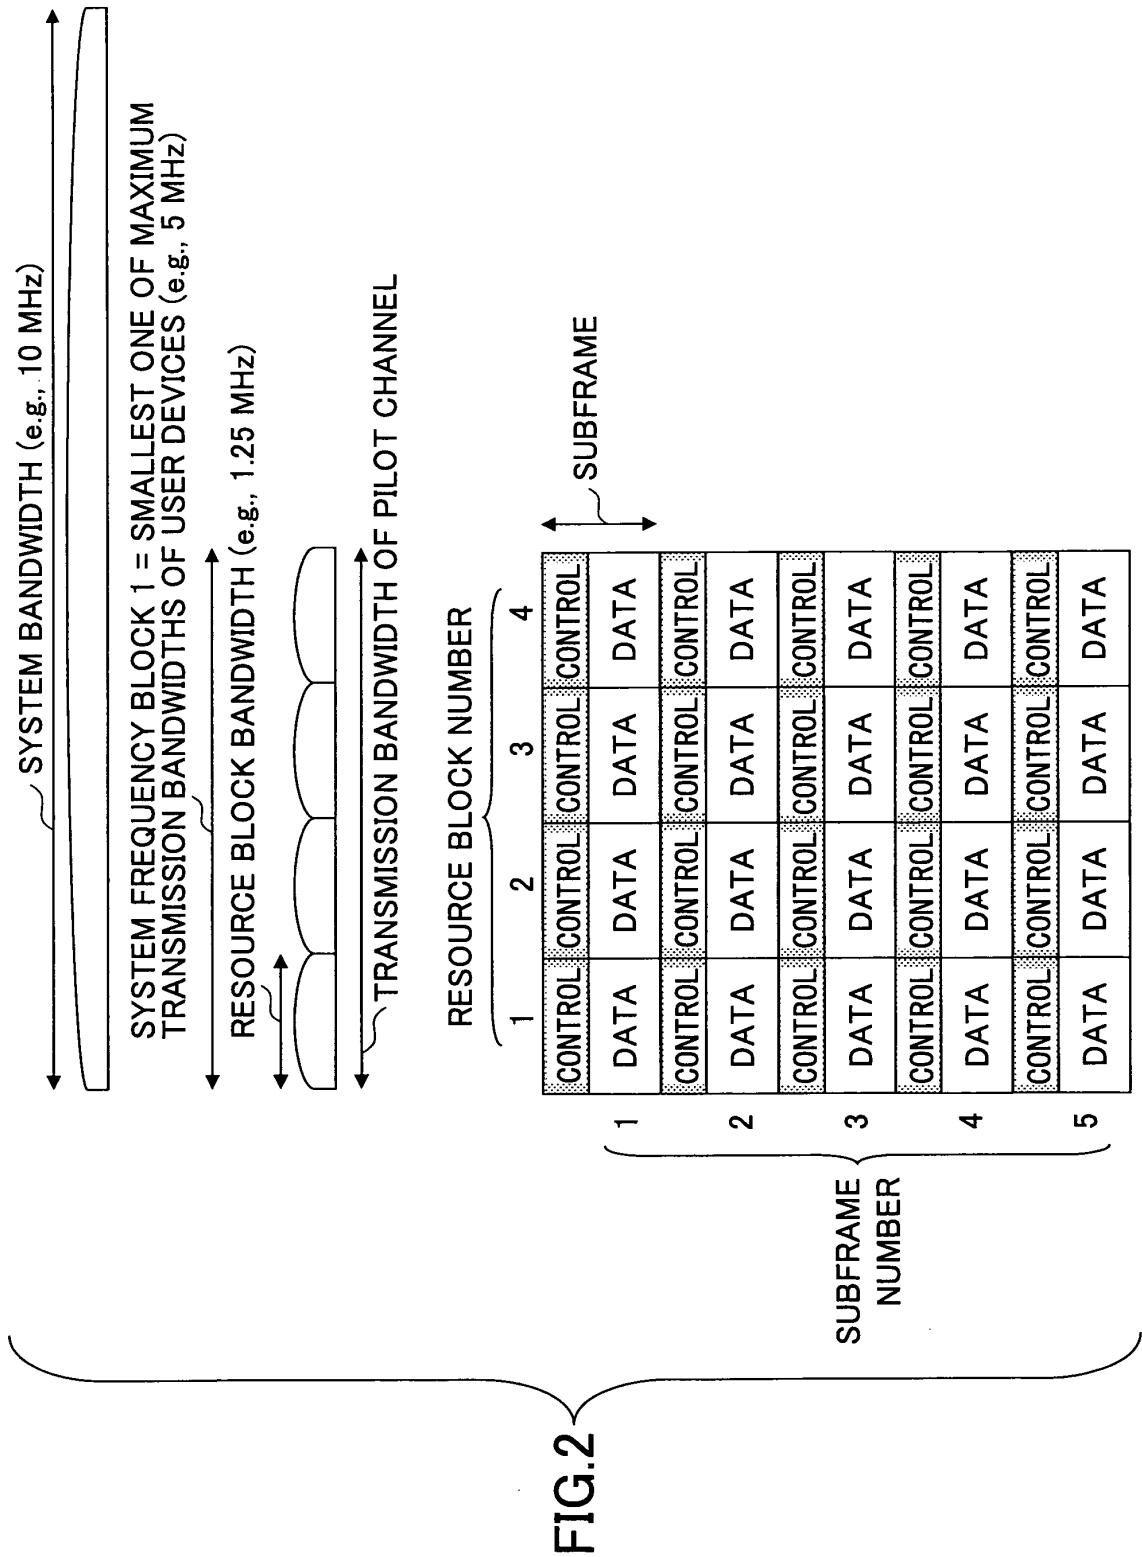 SYSTEM BANDWIDTH (e.g., 10 MHz)
SYSTEM FREQUENCY BLOCK 1 = SMALLEST ONE OF MAXIMUM
TRANSMISSION BANDWIDTHS OF USER DEVICES (e.g., 5 MHz)
RESOURCE BLOCK BANDWIDTH (e.g., 1.25 MHz)
TRANSMISSION BANDWIDTH OF PILOT CHANNEL
RESOURCE BLOCK NUMBER
1 2 3 4
SUBFRAME
CONTROL CONTROL CONTROL CONTROL
1 DATA DATA DATA DATA
CONTROL CONTROL CONTROL CONTROL
2 DATA DATA DATA DATA
CONTROL CONTROL CONTROL CONTROL
3 DATA DATA DATA DATA
CONTROL CONTROL CONTROL CONTROL
4 DATA DATA DATA DATA
CONTROL CONTROL CONTROL CONTROL
5 DATA DATA DATA DATA
SUBFRAME
NUMBER
FIG.2